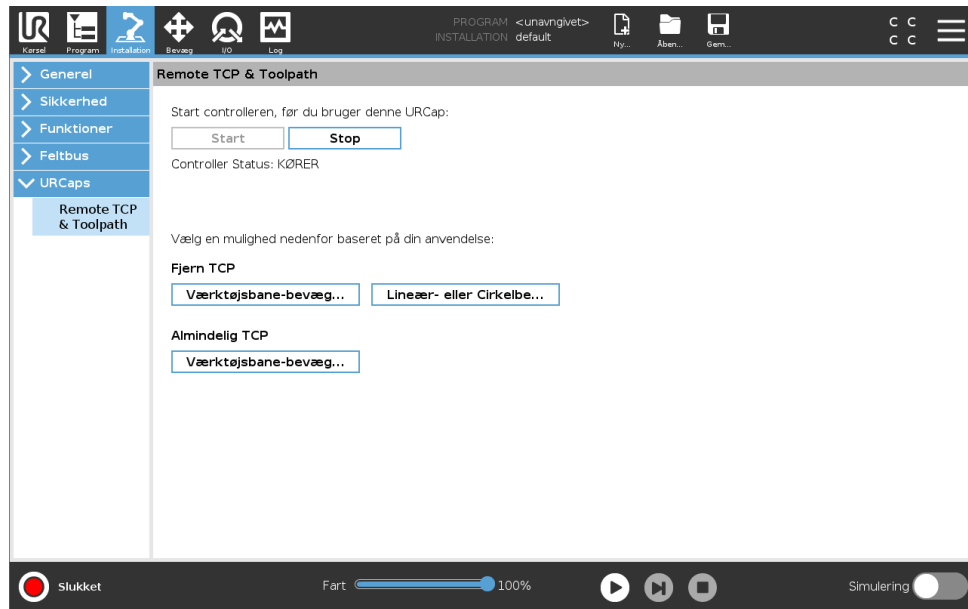 PROGRAM <unavngivet>
INSTALLATION default
C C
C C
Kørsel Program Installation Bevæg I/O Log Ny... Åben... Gem...
Generel
Sikkerhed
Funktioner
Feltbus
URCaps
Remote TCP
& Toolpath
Remote TCP & Toolpath
Start controlleren, før du bruger denne URCap:
Start Stop
Controller Status: KØRER
Vælg en mulighed nedenfor baseret på din anvendelse:
Fjern TCP
Værktøjsbane-bevæg... Lineær- eller Cirkelbe...
Almindelig TCP
Værktøjsbane-bevæg...
Slukket Fart 100% Simulering